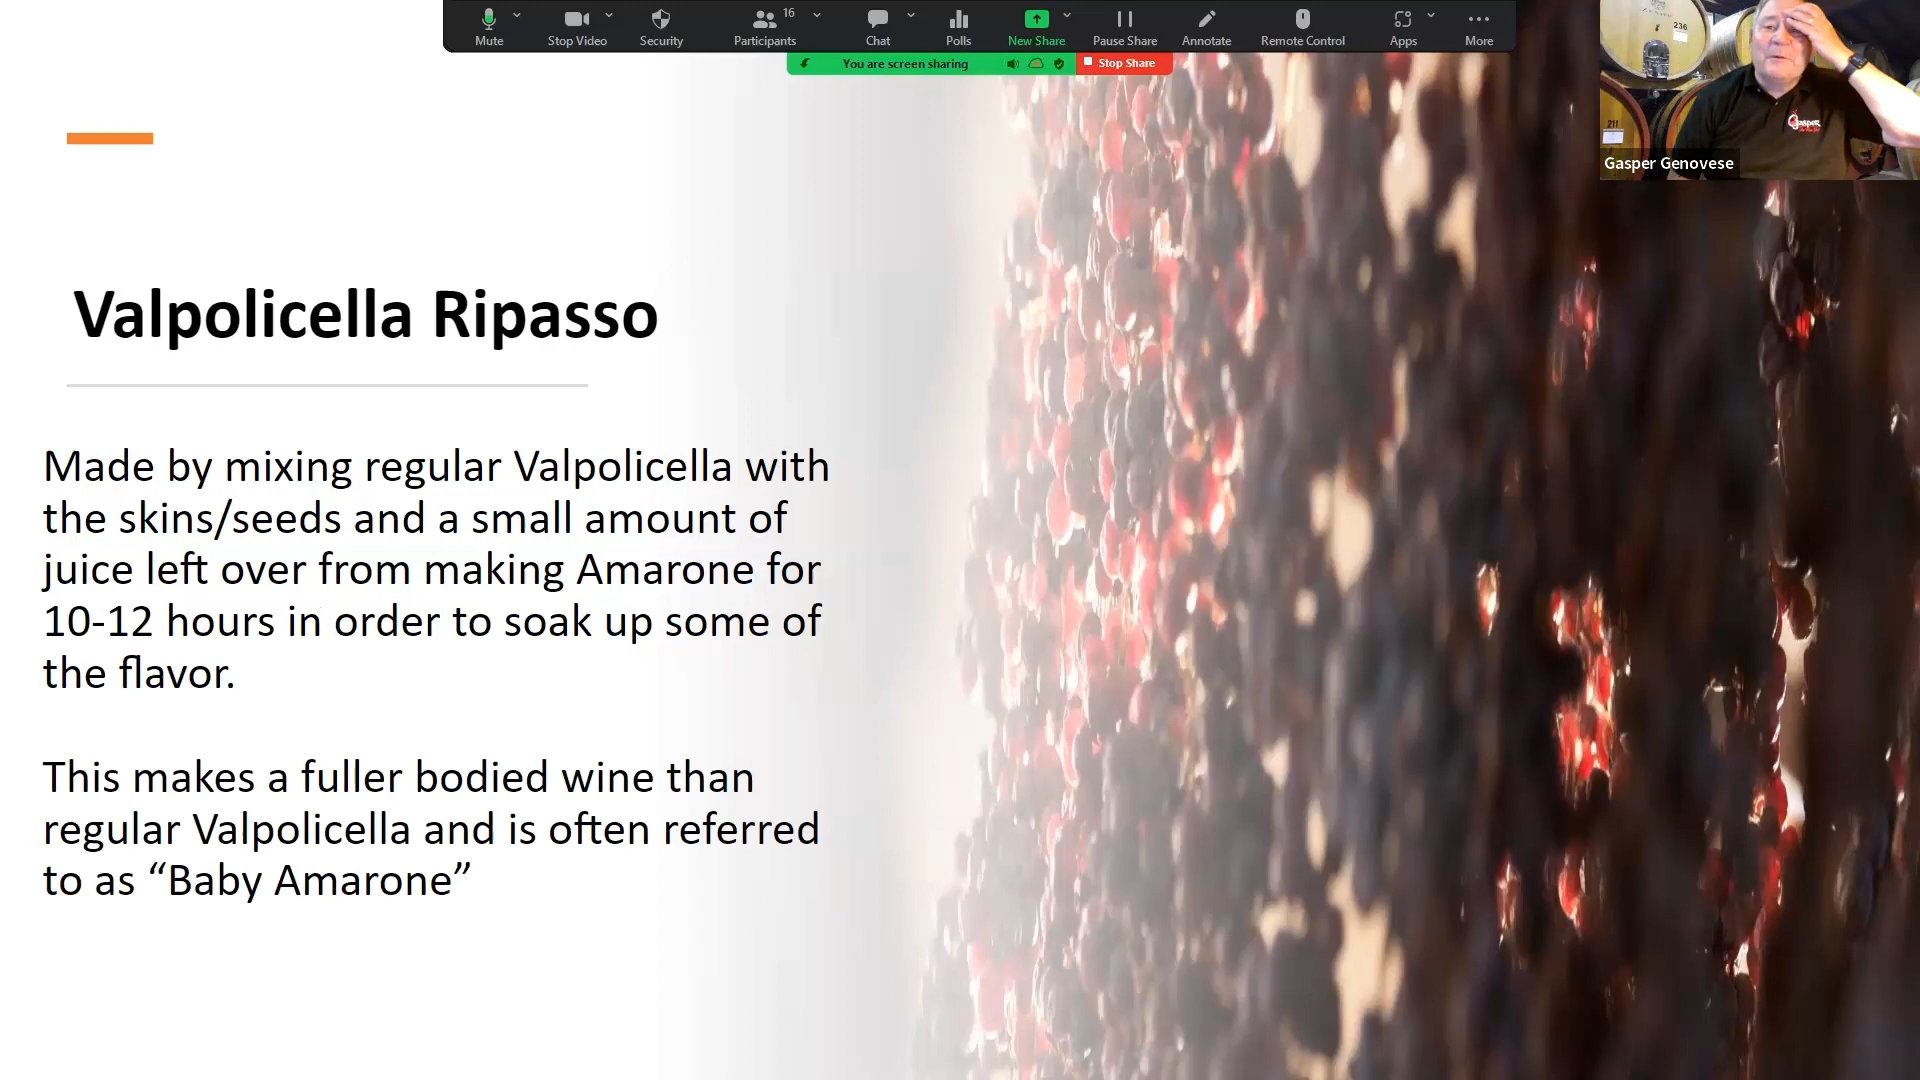 Mute
Stop Video
Security
Participants
16
Chat
Polls
New Share
Pause Share
Annotate
Remote Control
Apps
More
You are screen sharing
Stop Share
236
211
Gasper
Gasper Genovese
Valpolicella Ripasso
Made by mixing regular Valpolicella with
the skins/seeds and a small amount of
juice left over from making Amarone for
10-12 hours in order to soak up some of
the flavor.
This makes a fuller bodied wine than
regular Valpolicella and is often referred
to as “Baby Amarone”